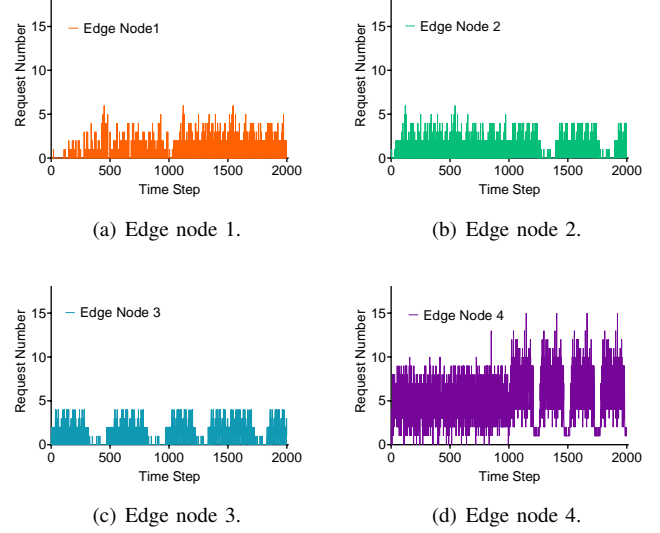 Request Number
15
10
5
0
Edge Node1
0 500 1000 1500 2000
Time Step
(a) Edge node 1.
Request Number
15
10
5
0
Edge Node 2
0 500 1000 1500 2000
Time Step
(b) Edge node 2.
Request Number
15
10
5
0
Edge Node 3
0 500 1000 1500 2000
Time Step
(c) Edge node 3.
Request Number
15
10
5
0
Edge Node 4
0 500 1000 1500 2000
Time Step
(d) Edge node 4.